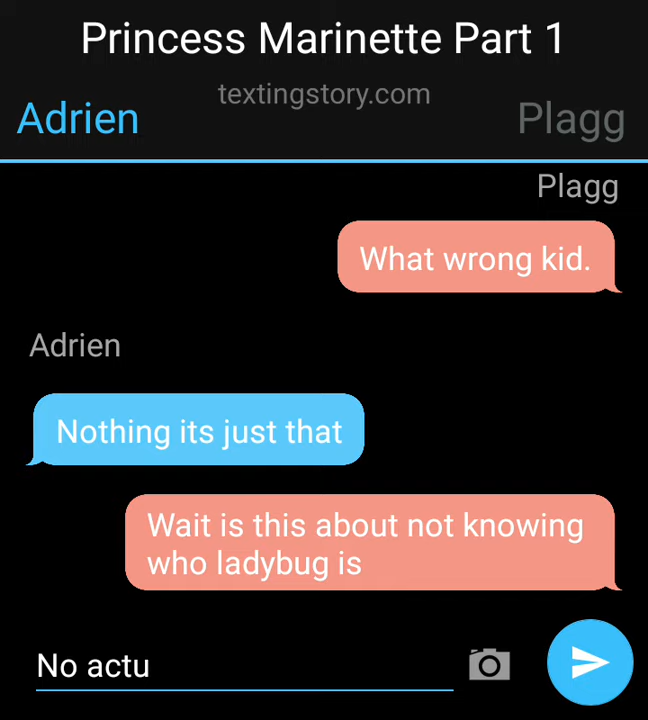 Princess Marinette Part 1
textingstory.com
Adrien
Plagg
Plagg
What wrong kid.
Adrien
Nothing its just that
Wait is this about not knowing
who ladybug is
No actu